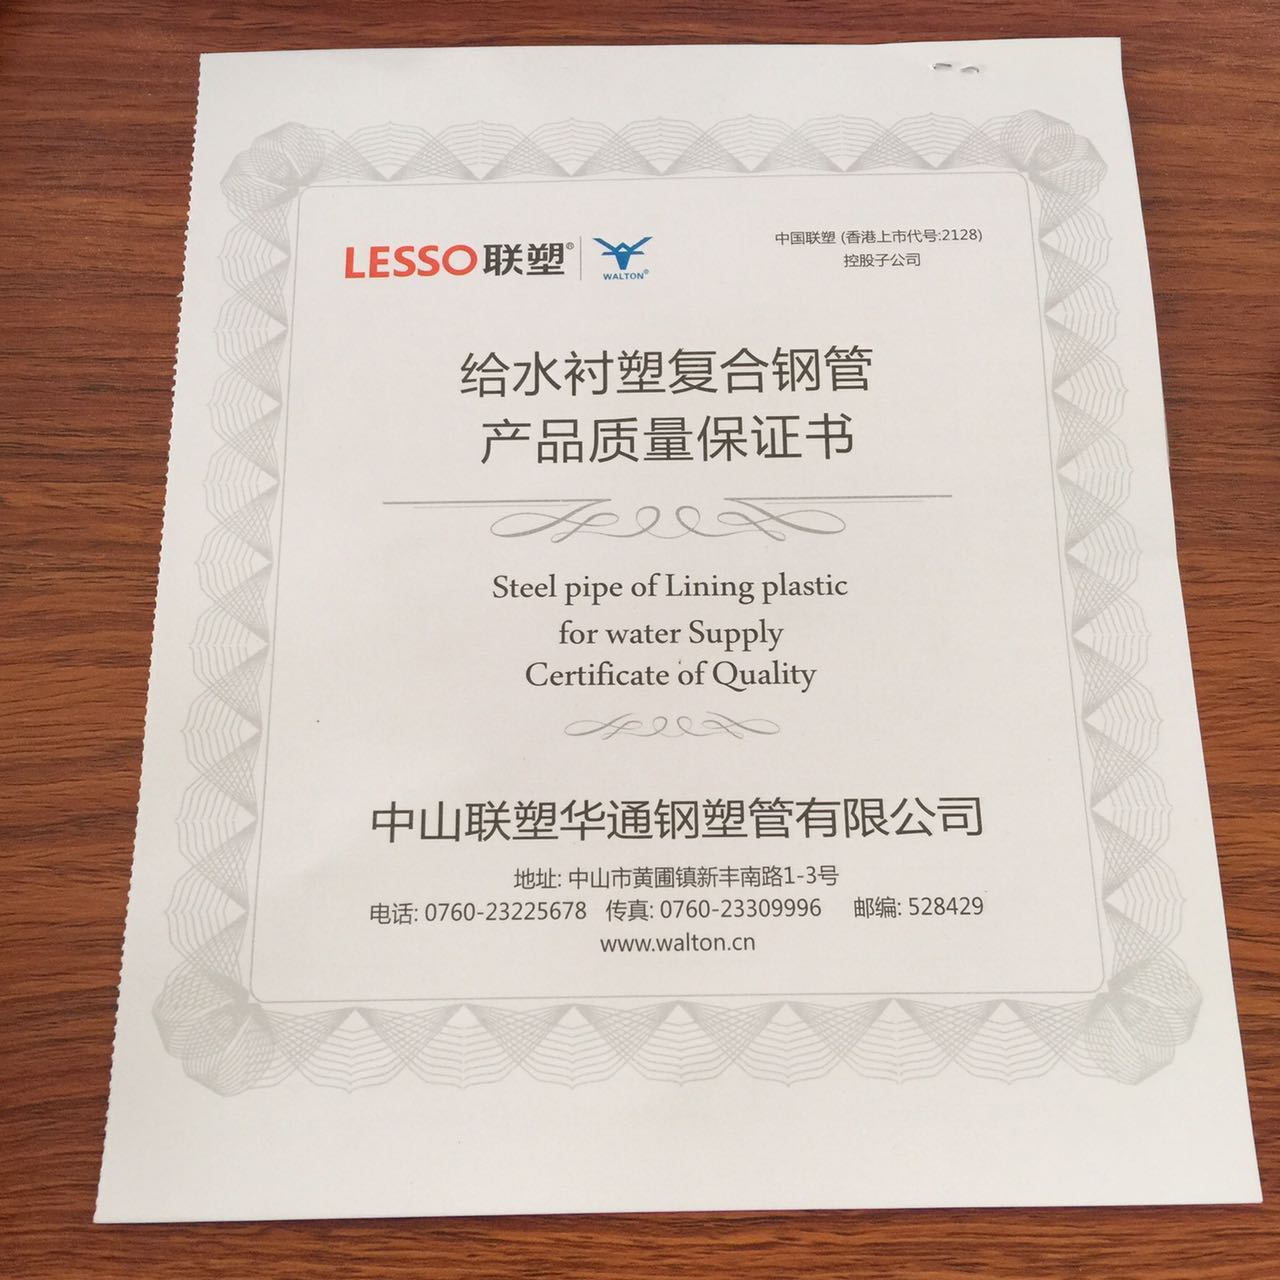 LESSO联塑®
WALTON®
中国联塑 (香港上市代号:2128)
控股子公司
给水衬塑复合钢管
产品质量保证书
Steel pipe of Lining plastic
for water Supply
Certificate of Quality
中山联塑华通钢塑管有限公司
地址: 中山市黄圃镇新丰南路1-3号
电话: 0760-23225678 传真: 0760-23309996 邮编: 528429
www.walton.cn